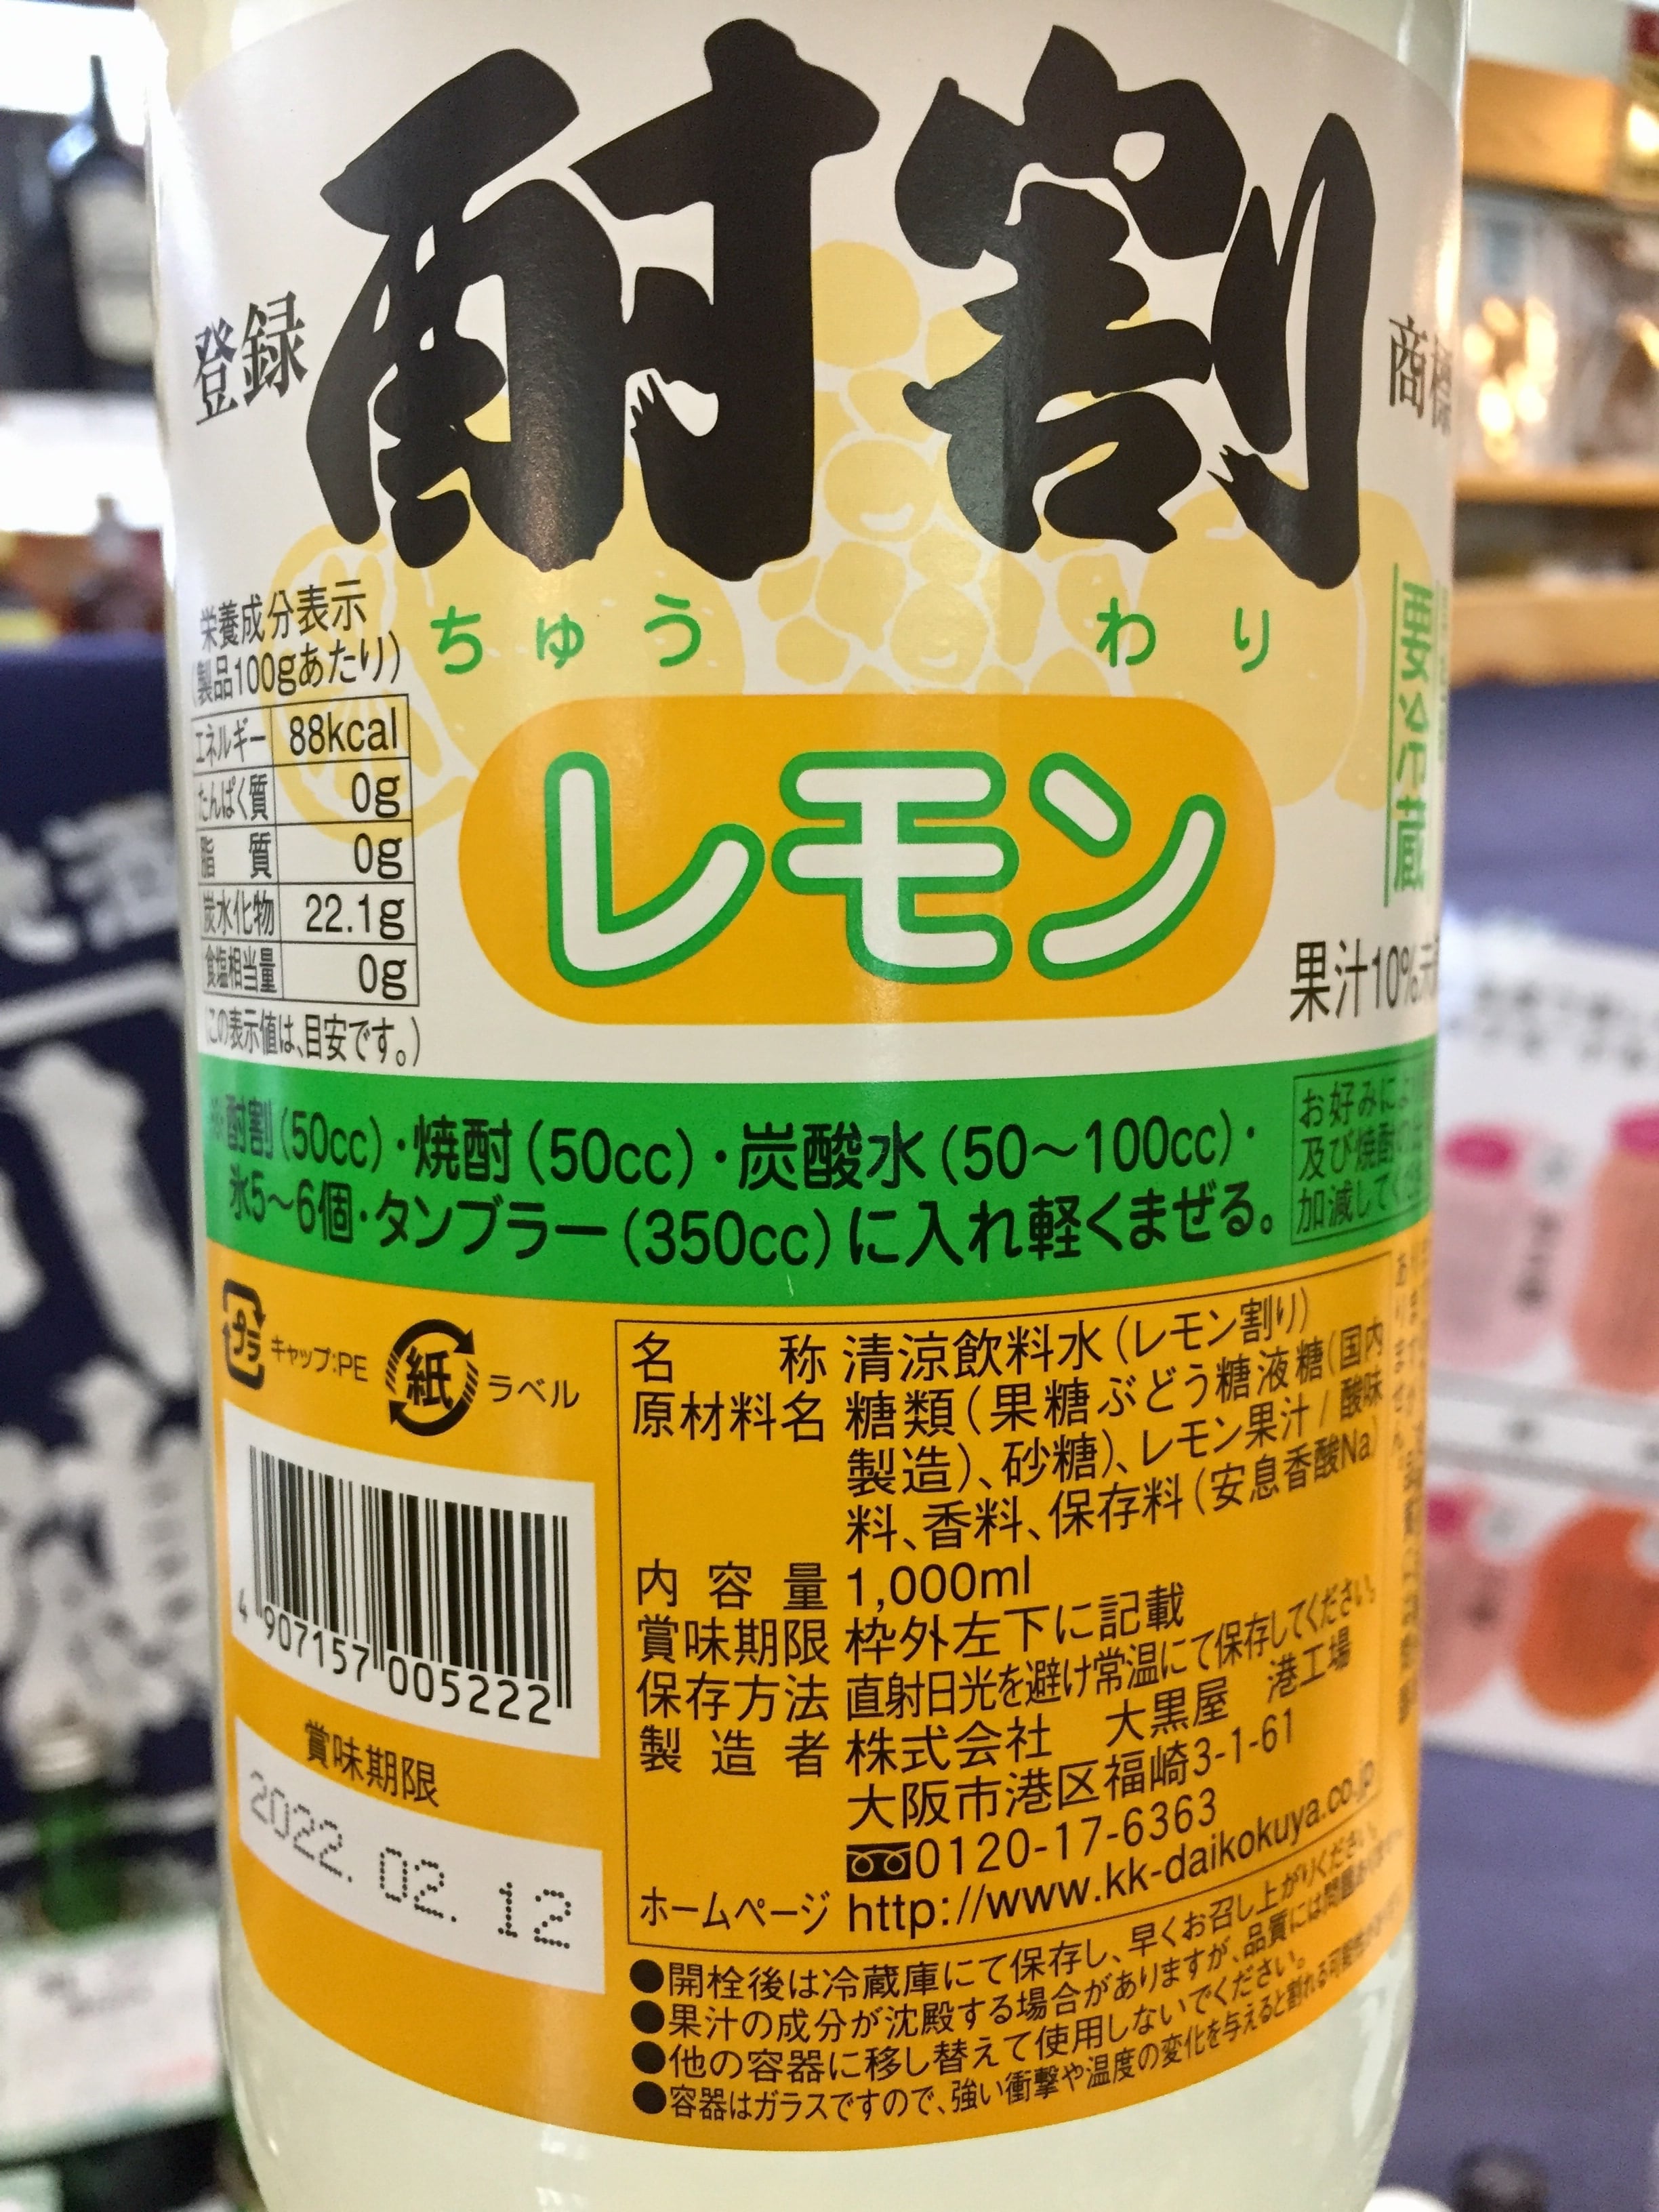 酎割
登録
商標
ちゅう わり
レモン
要冷蔵
果汁10%
栄養成分表示
(製品100gあたり)
エネルギー 88kcal
たんぱく質 0g
脂質 0g
炭水化物 22.1g
食塩相当量 0g
(この表示値は、目安です。)
酎割(50cc)・焼酎(50cc)・炭酸水(50～100cc)・
氷5～6個・タンブラー(350cc)に入れ軽くまぜる。
お好みに
及び焼酎
加減して
プラ キャップ:PE
紙 ラベル
4 907157 005222
賞味期限
2022.02.12
名称 清涼飲料水(レモン割り)
原材料名 糖類(果糖ぶどう糖液糖(国内
製造)、砂糖)、レモン果汁/酸味
料、香料、保存料(安息香酸Na)
内容量 1,000ml
賞味期限 枠外左下に記載
保存方法 直射日光を避け常温にて保存してください。
製造者 株式会社 大黒屋 港工場
大阪市港区福崎3-1-61
0120-17-6363
ホームページ http://www.kk-daikokuya.co.jp
●開栓後は冷蔵庫にて保存し、早くお召し上がりください。
●果汁の成分が沈殿する場合がありますが、品質には問題
●他の容器に移し替えて使用しないでください。
●容器はガラスですので、強い衝撃や温度の変化を与えると割れる可能性が